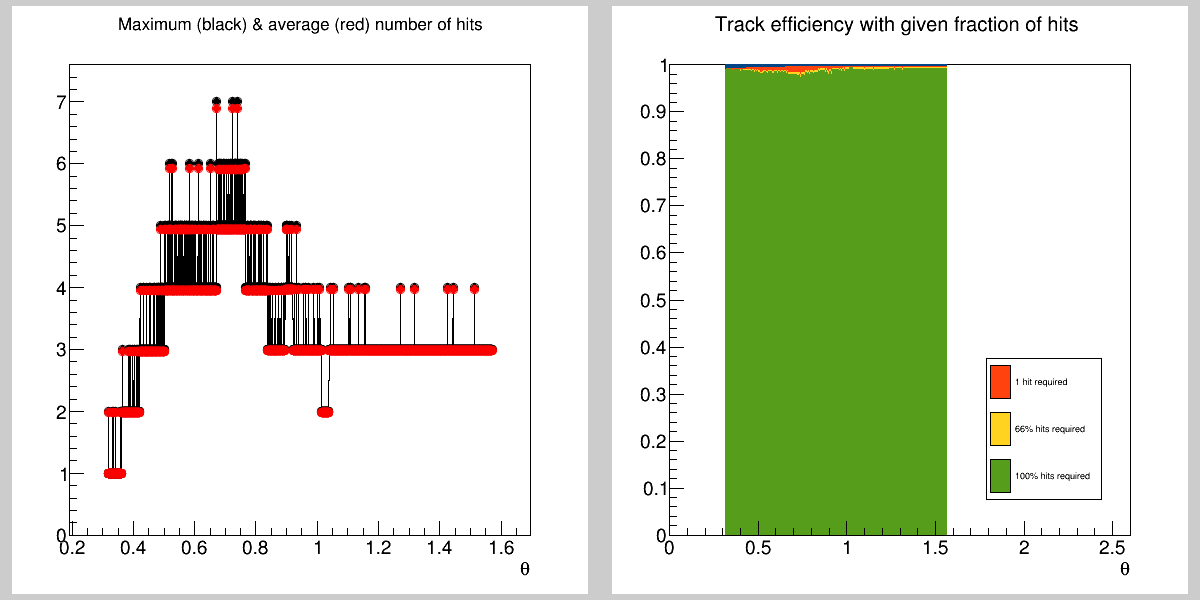 Maximum (black) & average (red) number of hits
7
6
5
4
3
2
1
0
0.2 0.4 0.6 0.8 1 1.2 1.4 1.6
θ
Track efficiency with given fraction of hits
1
0.9
0.8
0.7
0.6
0.5
0.4
0.3
0.2
0.1
0
0 0.5 1 1.5 2 2.5
θ
1 hit required
66% hits required
100% hits required